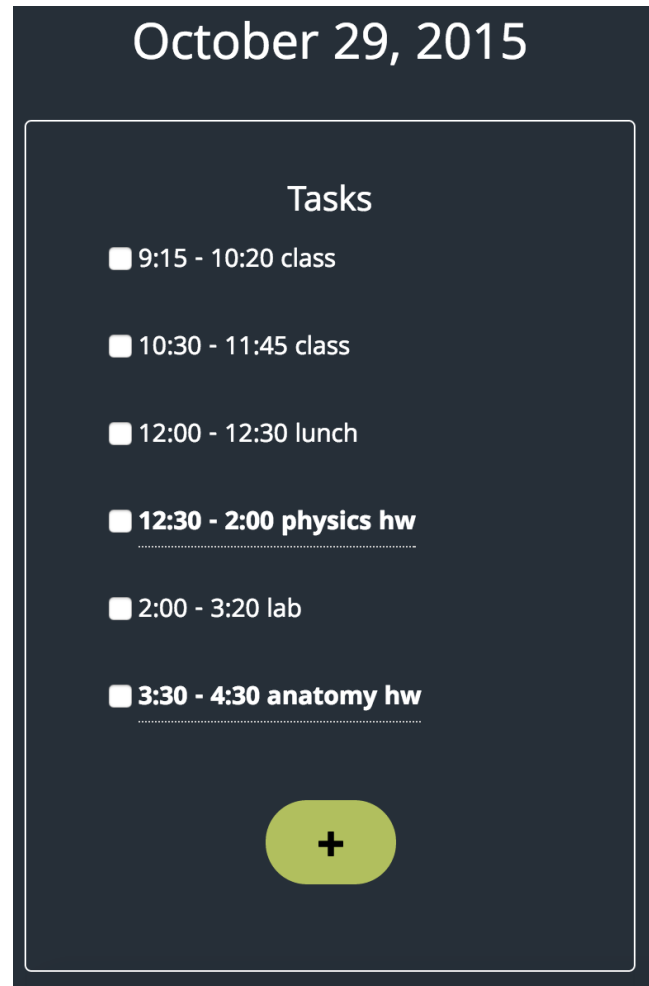 October 29, 2015
Tasks
9:15 - 10:20 class
10:30 - 11:45 class
12:00 - 12:30 lunch
12:30 - 2:00 physics hw
2:00 - 3:20 lab
3:30 - 4:30 anatomy hw
+